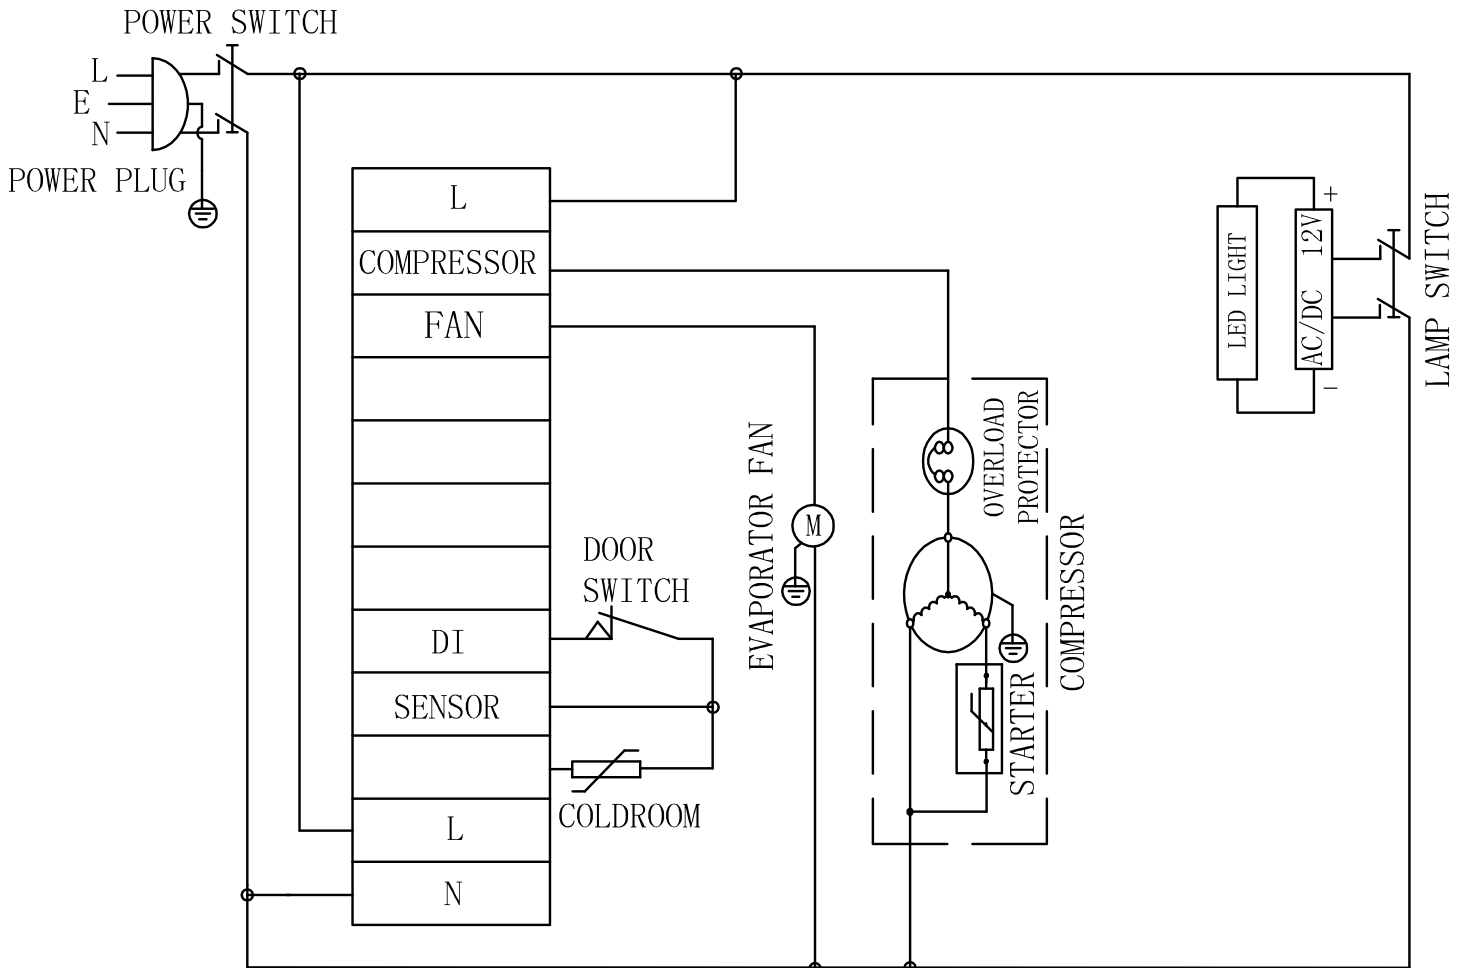 POWER SWITCH
L
E
N
POWER PLUG
L
COMPRESSOR
FAN
DI
SENSOR
L
N
DOOR
SWITCH
COLDROOM
EVAPORATOR FAN
M
OVERLOAD
PROTECTOR
COMPRESSOR
STARTER
LED LIGHT
AC/DC 12V
+
−
LAMP SWITCH